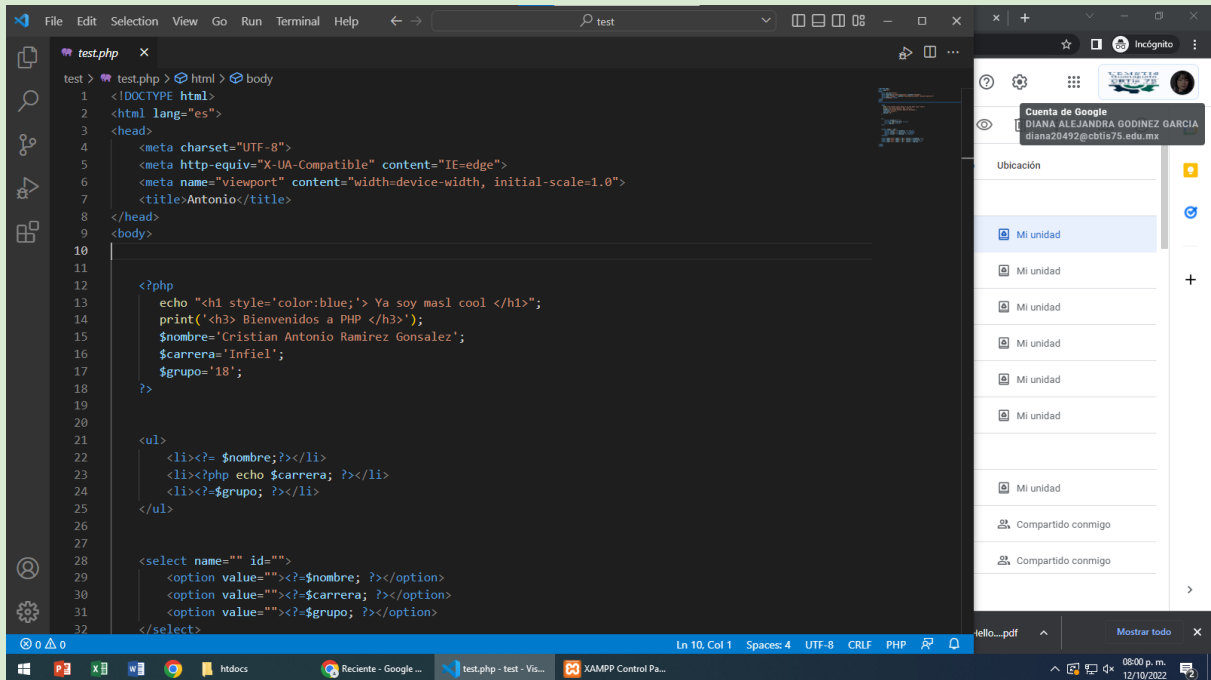 File Edit Selection View Go Run Terminal Help
test
test.php
test > test.php > html > body
1 <!DOCTYPE html>
2 <html lang="es">
3 <head>
4 <meta charset="UTF-8">
5 <meta http-equiv="X-UA-Compatible" content="IE=edge">
6 <meta name="viewport" content="width=device-width, initial-scale=1.0">
7 <title>Antonio</title>
8 </head>
9 <body>
10
11
12 <?php
13 echo "<h1 style='color:blue;'> Ya soy masl cool </h1>";
14 print('<h3> Bienvenidos a PHP </h3>');
15 $nombre='Cristian Antonio Ramirez Gonsalez';
16 $carrera='Infiel';
17 $grupo='18';
18 ?>
19
20
21 <ul>
22 <li><?= $nombre;?></li>
23 <li><?php echo $carrera; ?></li>
24 <li><?=$grupo; ?></li>
25 </ul>
26
27
28 <select name="" id="">
29 <option value=""><?=$nombre; ?></option>
30 <option value=""><?=$carrera; ?></option>
31 <option value=""><?=$grupo; ?></option>
32 </select>
0 0
Ln 10, Col 1 Spaces: 4 UTF-8 CRLF PHP
Incógnito
CBTis 75
Cuenta de Google
DIANA ALEJANDRA GODINEZ GARCIA
diana20492@cbtis75.edu.mx
Ubicación
Mi unidad
Mi unidad
Mi unidad
Mi unidad
Mi unidad
Mi unidad
Mi unidad
Compartido conmigo
Compartido conmigo
Hello....pdf
Mostrar todo
htdocs
Reciente - Google ...
test.php - test - Vis...
XAMPP Control Pa...
08:00 p. m.
12/10/2022
2